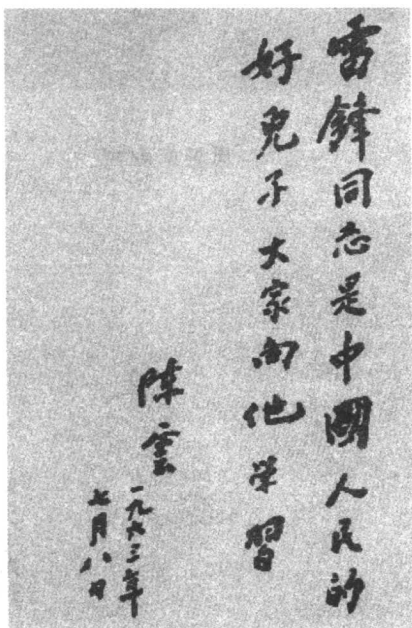 雷鋒同志是中國人民的
好兒子大家向他学習
陳雲
一九六三年
七月八日